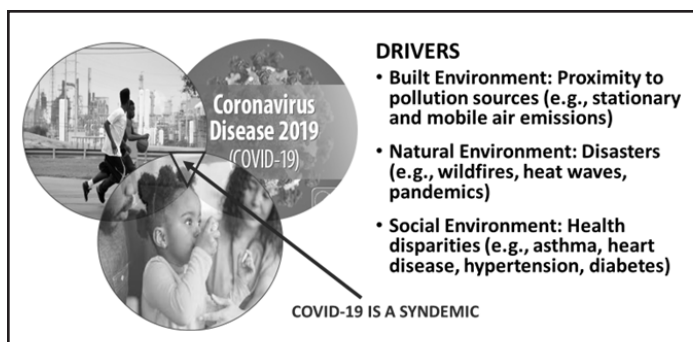 Coronavirus
Disease 2019
(COVID-19)
DRIVERS
• Built Environment: Proximity to
pollution sources (e.g., stationary
and mobile air emissions)
• Natural Environment: Disasters
(e.g., wildfires, heat waves,
pandemics)
• Social Environment: Health
disparities (e.g., asthma, heart
disease, hypertension, diabetes)
COVID-19 IS A SYNDEMIC